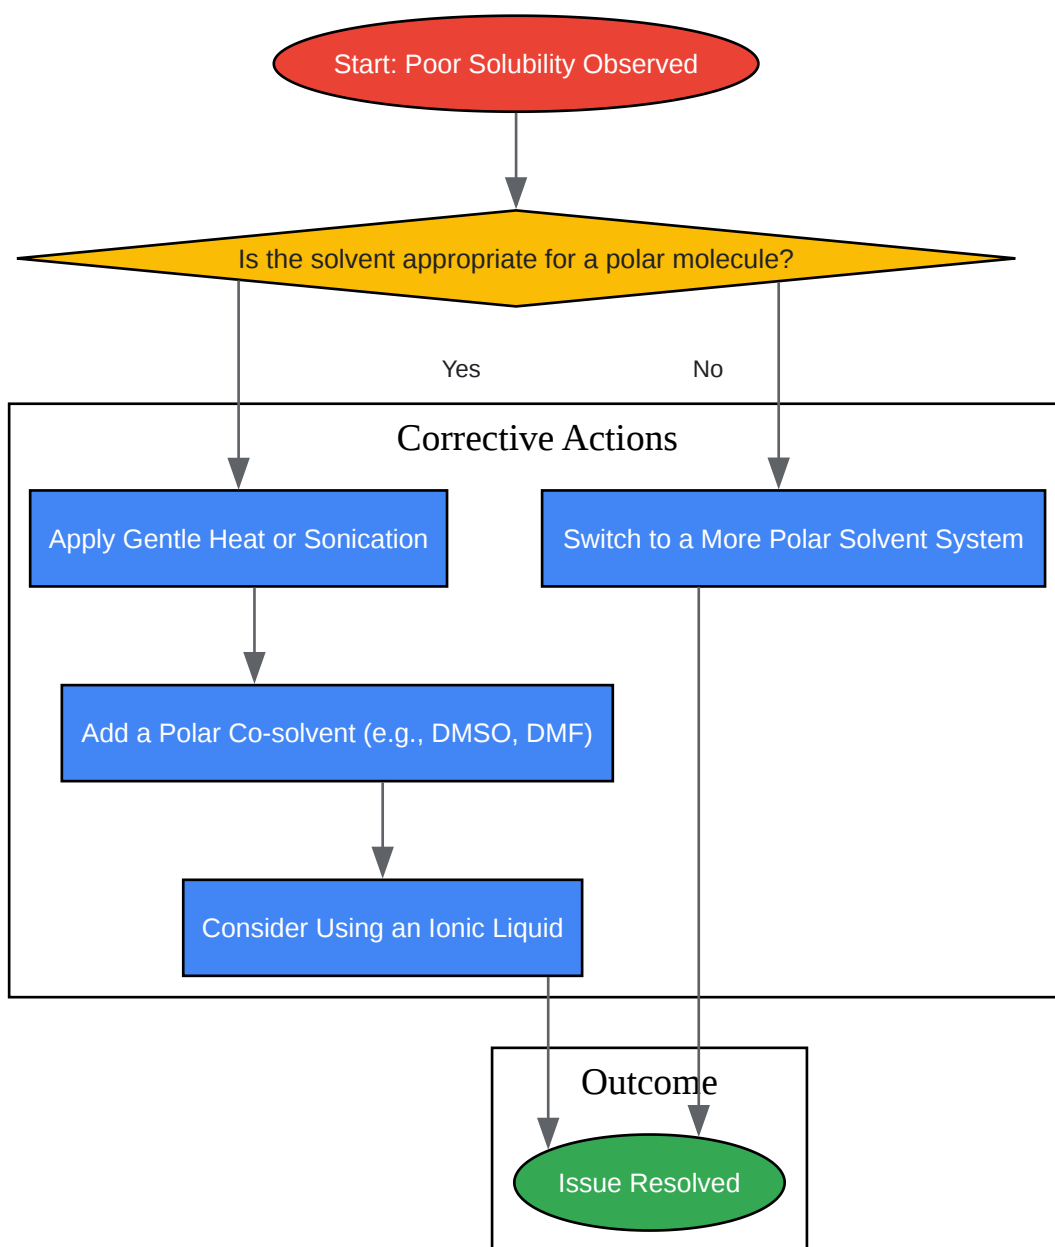 Start: Poor Solubility Observed
Is the solvent appropriate for a polar molecule?
Yes
No
Corrective Actions
Apply Gentle Heat or Sonication
Switch to a More Polar Solvent System
Add a Polar Co-solvent (e.g., DMSO, DMF)
Consider Using an Ionic Liquid
Outcome
Issue Resolved